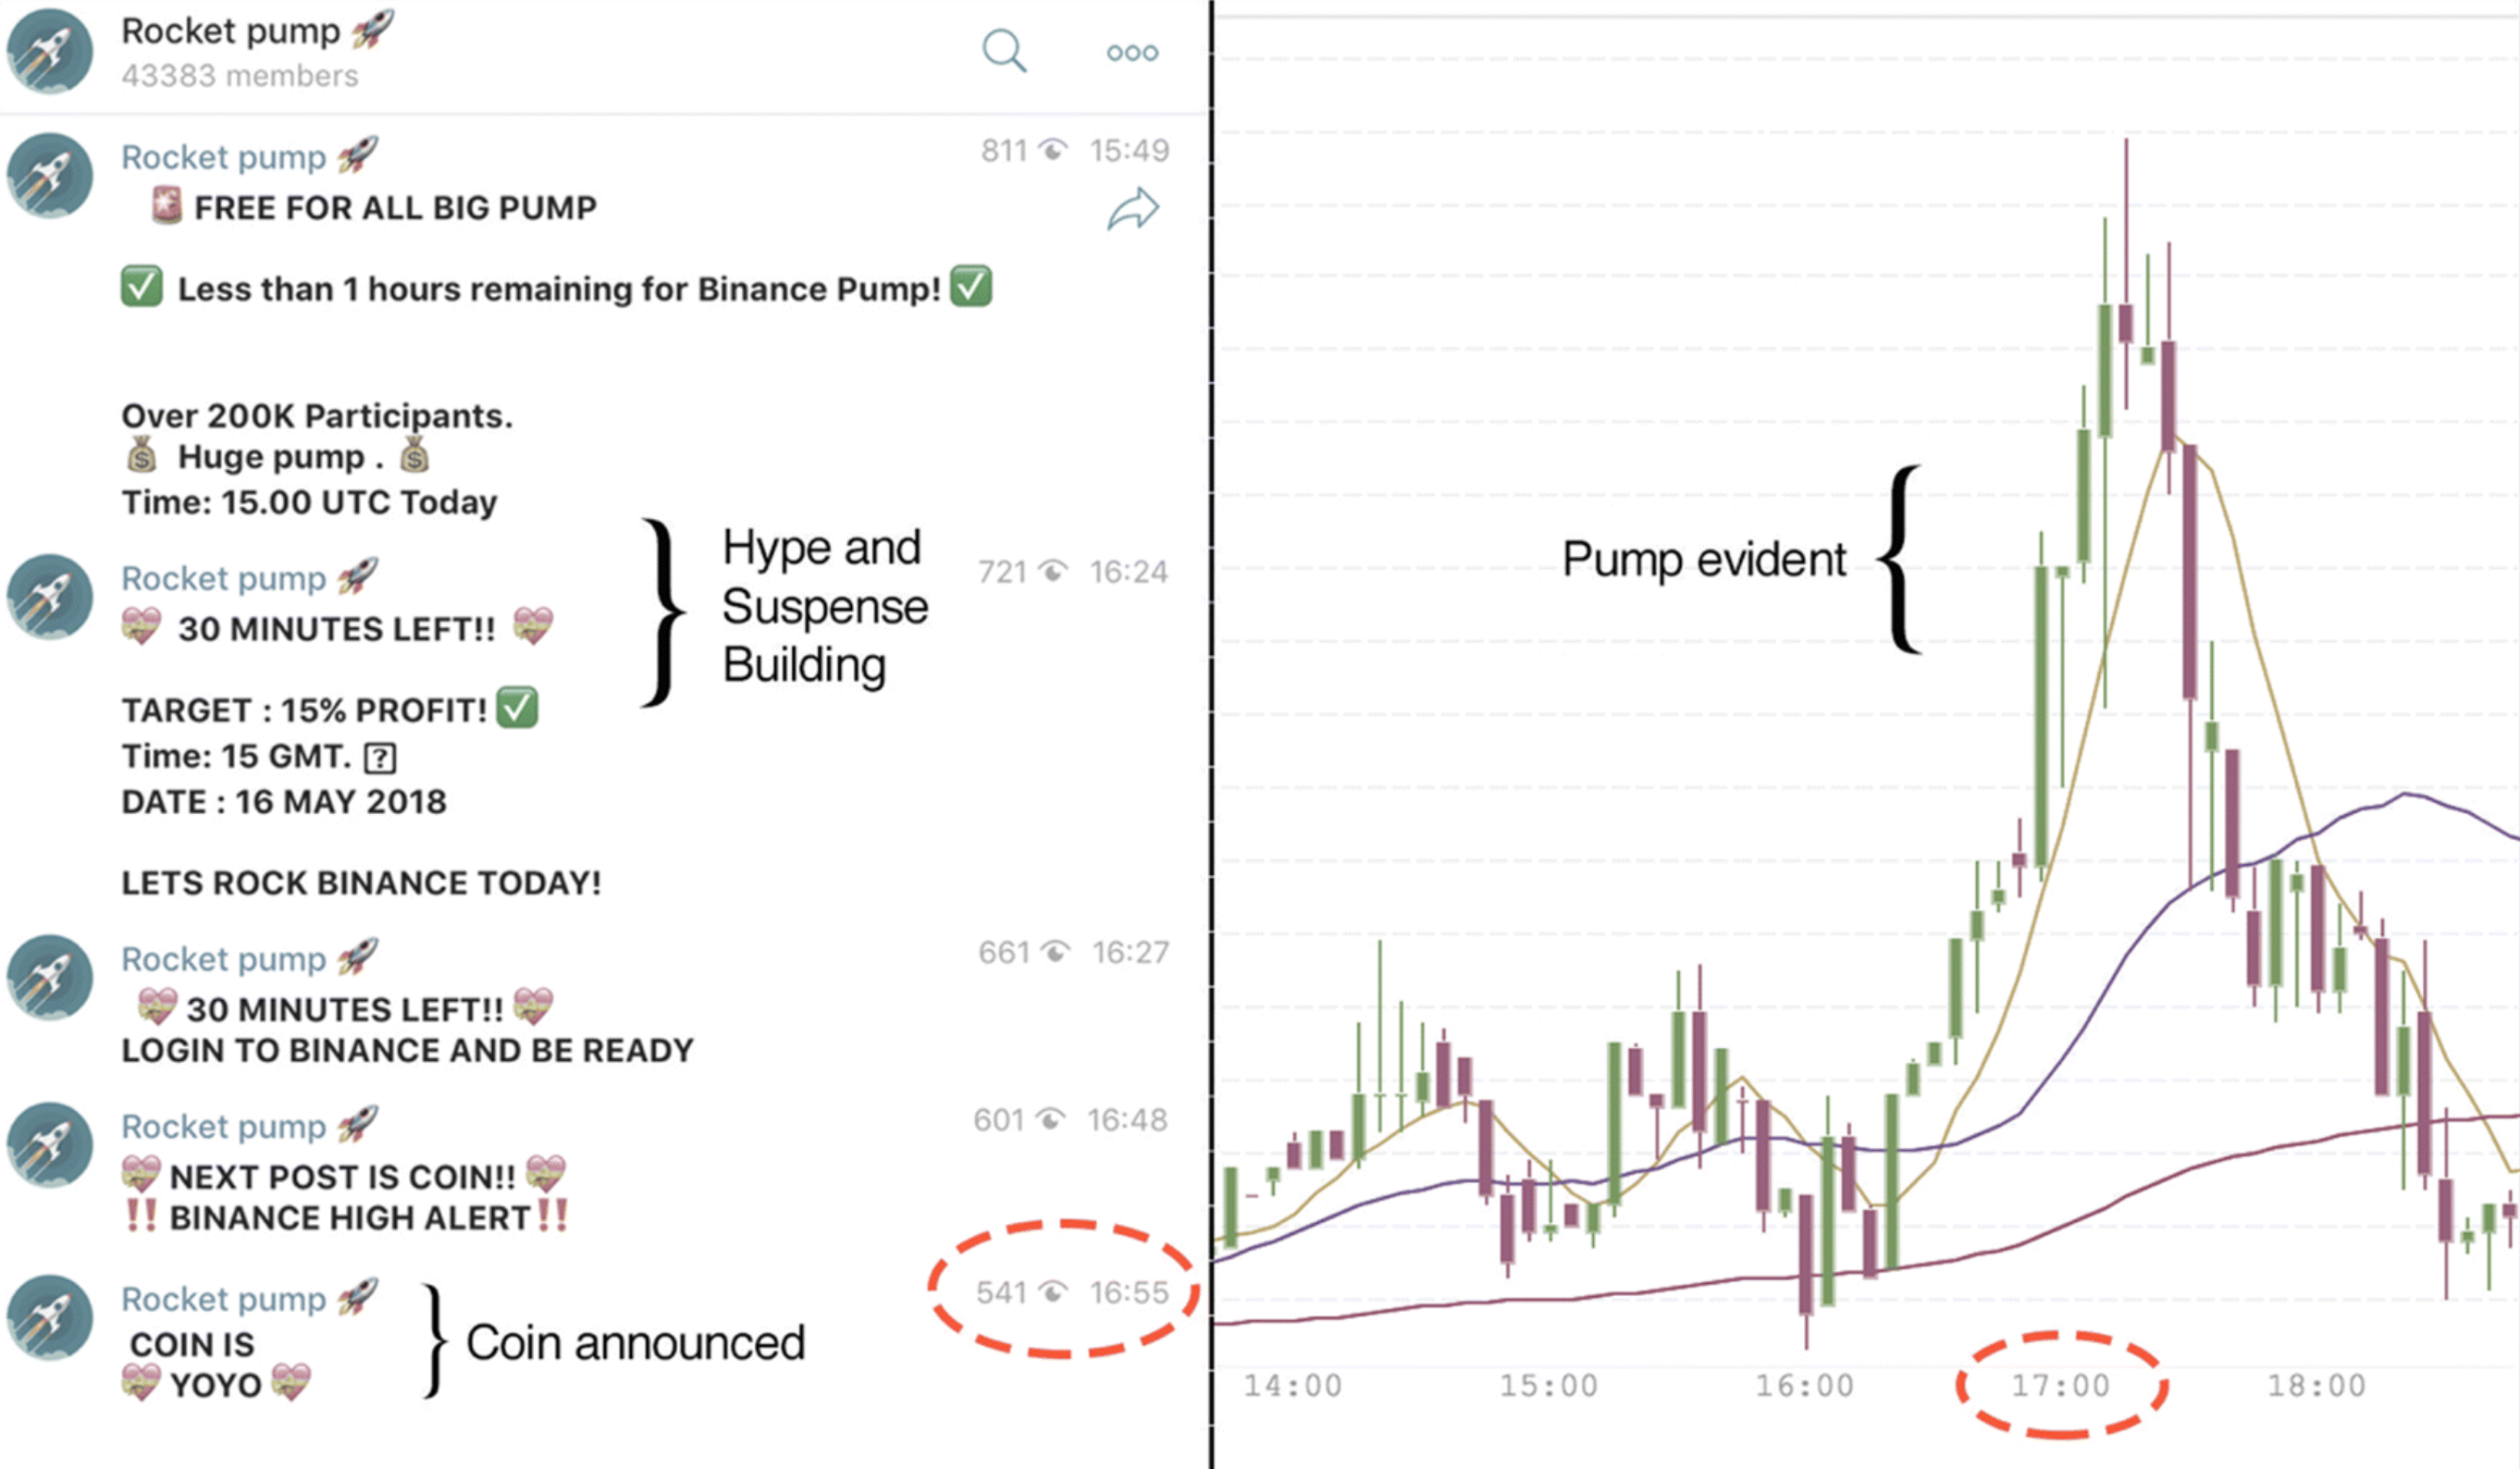 Rocket pump 🚀
43383 members
Rocket pump 🚀
811 15:49
🚨 FREE FOR ALL BIG PUMP
✅ Less than 1 hours remaining for Binance Pump! ✅
Over 200K Participants.
💰 Huge pump . 💰
Time: 15.00 UTC Today
Rocket pump 🚀
721 16:24
💝 30 MINUTES LEFT!! 💝
TARGET : 15% PROFIT! ✅
Time: 15 GMT. ?
DATE : 16 MAY 2018
LETS ROCK BINANCE TODAY!
Hype and
Suspense
Building
Rocket pump 🚀
661 16:27
💝 30 MINUTES LEFT!! 💝
LOGIN TO BINANCE AND BE READY
Rocket pump 🚀
601 16:48
💝 NEXT POST IS COIN!! 💝
‼️ BINANCE HIGH ALERT ‼️
Rocket pump 🚀
541 16:55
COIN IS
💝 YOYO 💝
Coin announced
Pump evident
14:00 15:00 16:00 17:00 18:00